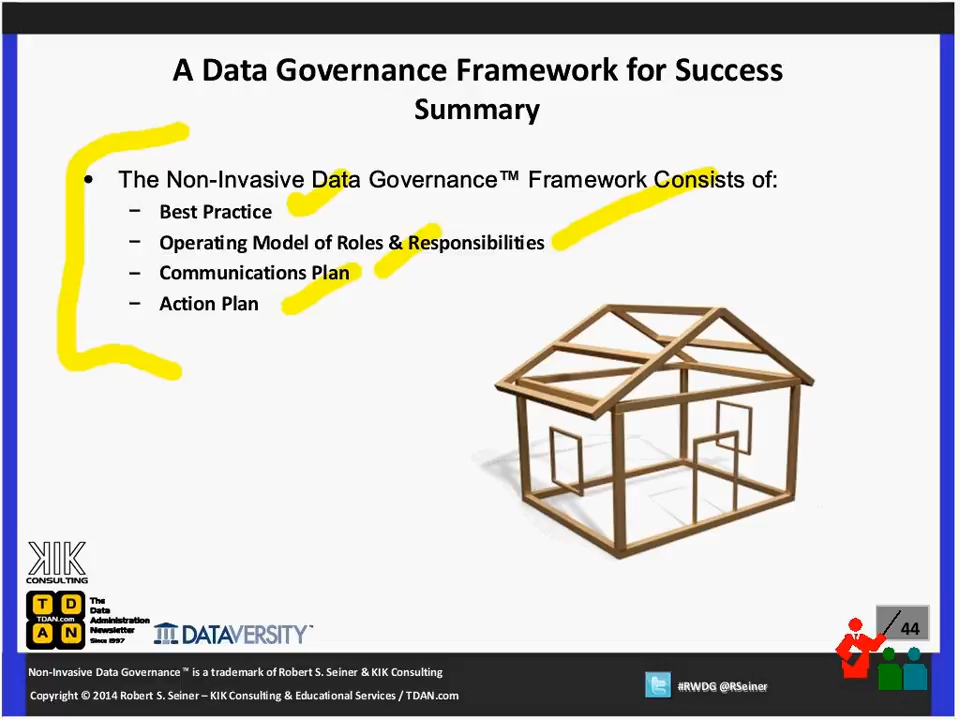 A Data Governance Framework for Success
Summary
• The Non-Invasive Data Governance™ Framework Consists of:
– Best Practice
– Operating Model of Roles & Responsibilities
– Communications Plan
– Action Plan
KIK
CONSULTING
T D
TDAN.com
A N
The
Data
Administration
Newsletter
Since 1997
DATAVERSITY™
/ 44
Non-Invasive Data Governance™ is a trademark of Robert S. Seiner & KIK Consulting
Copyright © 2014 Robert S. Seiner – KIK Consulting & Educational Services / TDAN.com
#RWDG @RSeiner